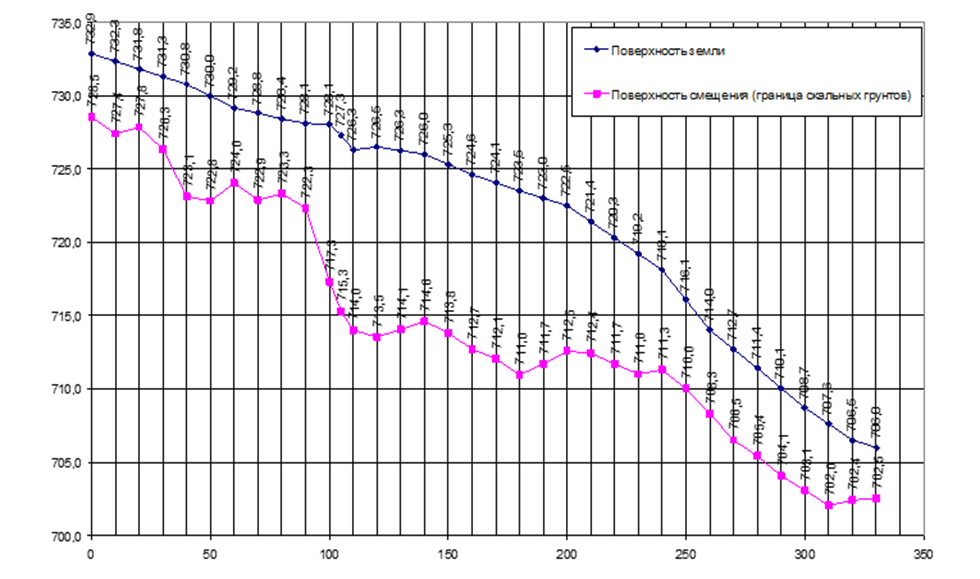 735,0
730,0
725,0
720,0
715,0
710,0
705,0
700,0
0 50 100 150 200 250 300 350
Поверхность земли
Поверхность смещения (граница скальных грунтов)
732,9 732,3 731,8 731,3 730,8 730,0 729,2 728,8 728,4 728,1 728,1 727,3 726,3 726,5 726,3 726,0 725,3 724,6 724,1 723,5 723,0 722,5 721,4 720,3 719,2 718,1 716,1 714,0 712,7 711,4 710,1 708,7 706,5 706,0
728,5 727,4 727,8 726,3 723,1 722,8 724,0 722,9 723,3 722,3 717,3 715,3 714,0 713,5 714,1 714,6 713,8 712,7 712,1 711,0 711,7 712,5 712,4 711,7 711,0 711,3 710,0 708,3 706,5 705,4 704,1 703,1 702,0 702,4 702,5